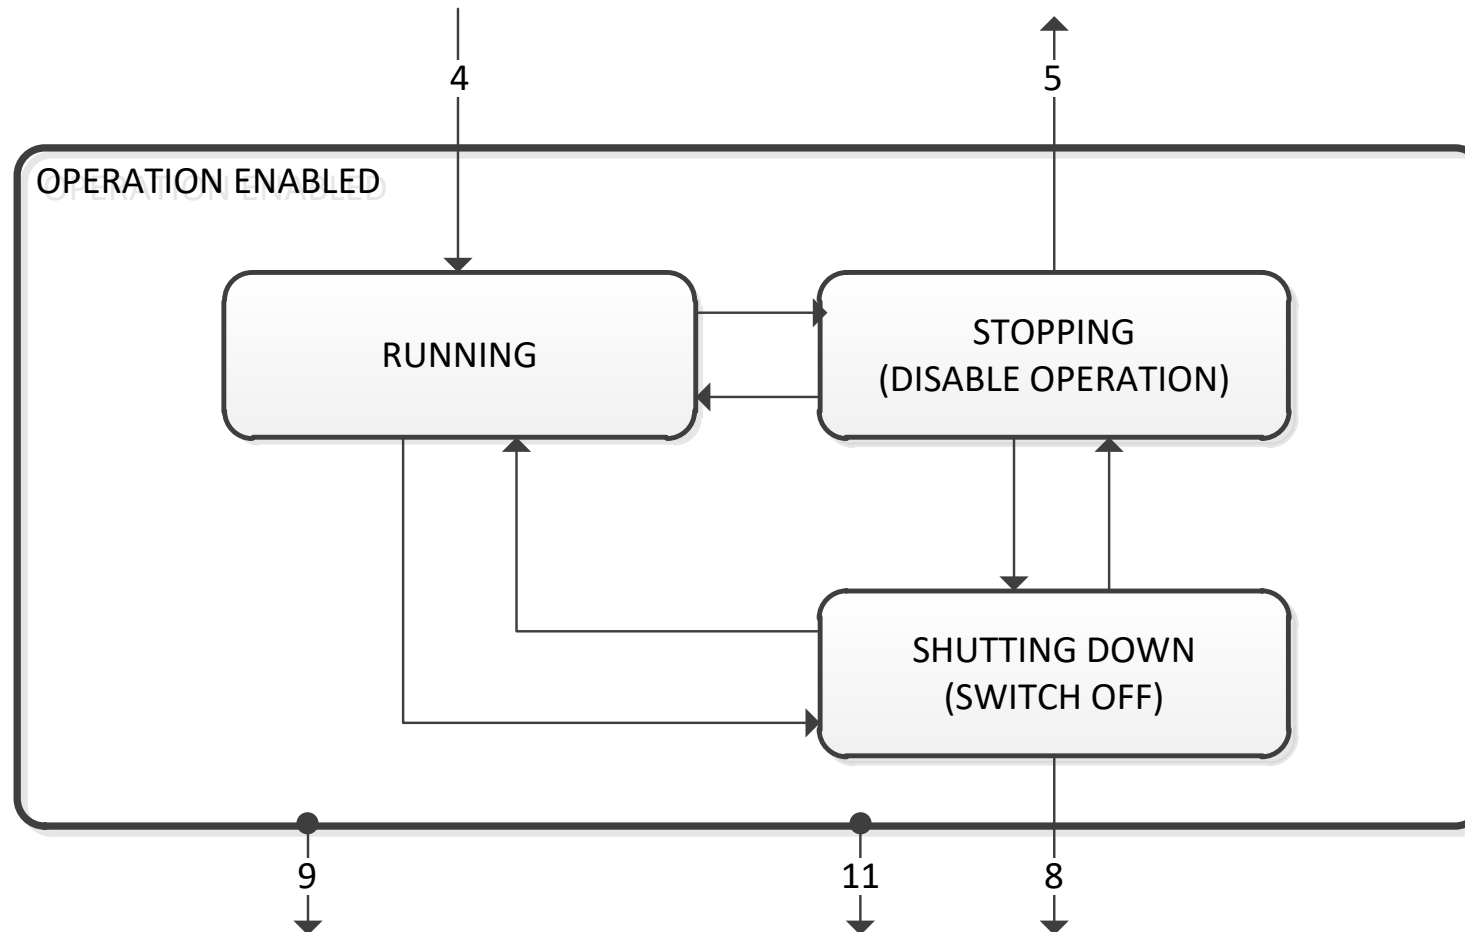 4
5
OPERATION ENABLED
RUNNING
STOPPING
(DISABLE OPERATION)
SHUTTING DOWN
(SWITCH OFF)
9
11
8